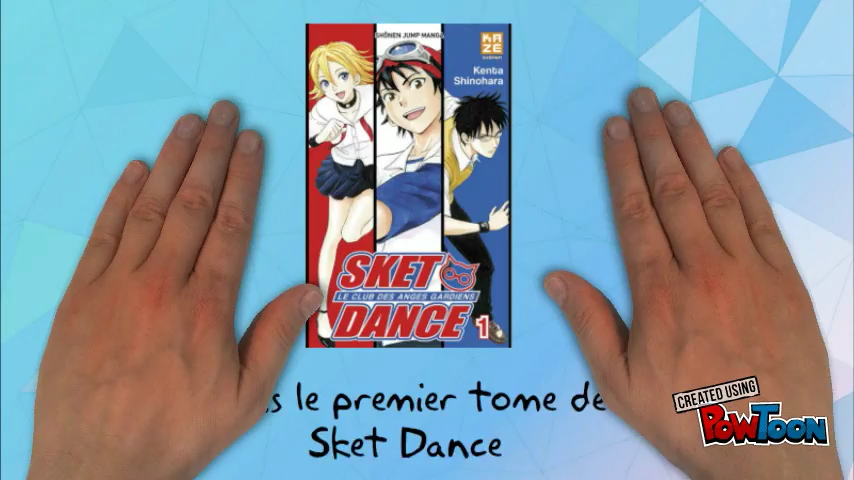 SHÔNEN JUMP MANGA
KAZE
Kenta
Shinohara
SKET
LE CLUB DES ANGES GARDIENS
DANCE 1
le premier tome de
Sket Dance
CREATED USING
POWTOON